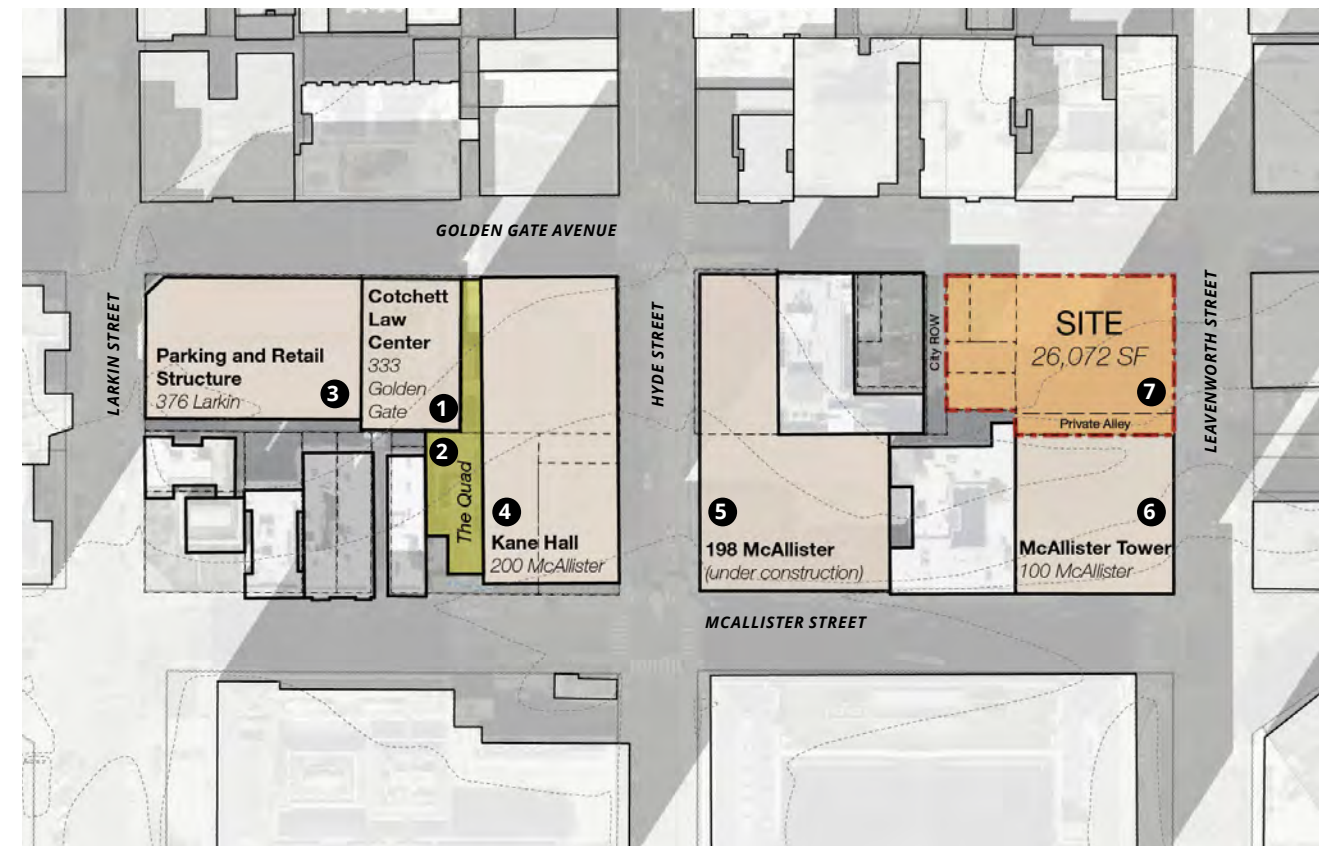 GOLDEN GATE AVENUE
LARKIN STREET
Parking and Retail
Structure
376 Larkin
3
Cotchett
Law
Center
333
Golden
Gate
1
2
The Quad
4
Kane Hall
200 McAllister
HYDE STREET
5
198 McAllister
(under construction)
City ROW
SITE
26,072 SF
7
Private Alley
6
McAllister Tower
100 McAllister
LEAVENWORTH STREET
MCALLISTER STREET